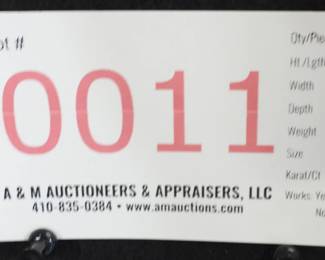 ot #
Qty/Pie
Ht./Lgth
Width
0011
Depth
Weight
Size
Karat/Ct
A & M AUCTIONEERS & APPRAISERS, LLC
Works: Ye
410-835-0384 • www.amauctions.com
No